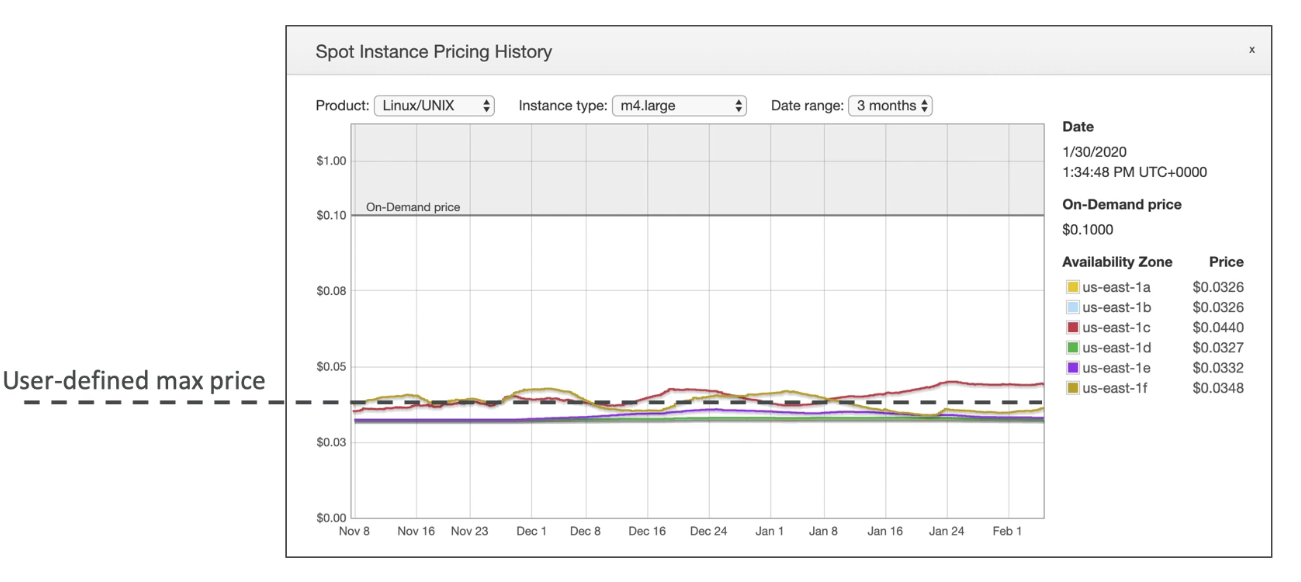 Spot Instance Pricing History
x
Product: Linux/UNIX Instance type: m4.large Date range: 3 months
$1.00
On-Demand price
$0.10
$0.08
$0.05
$0.03
$0.00
Nov 8 Nov 16 Nov 23 Dec 1 Dec 8 Dec 16 Dec 24 Jan 1 Jan 8 Jan 16 Jan 24 Feb 1
User-defined max price
Date
1/30/2020
1:34:48 PM UTC+0000
On-Demand price
$0.1000
Availability Zone Price
us-east-1a $0.0326
us-east-1b $0.0326
us-east-1c $0.0440
us-east-1d $0.0327
us-east-1e $0.0332
us-east-1f $0.0348